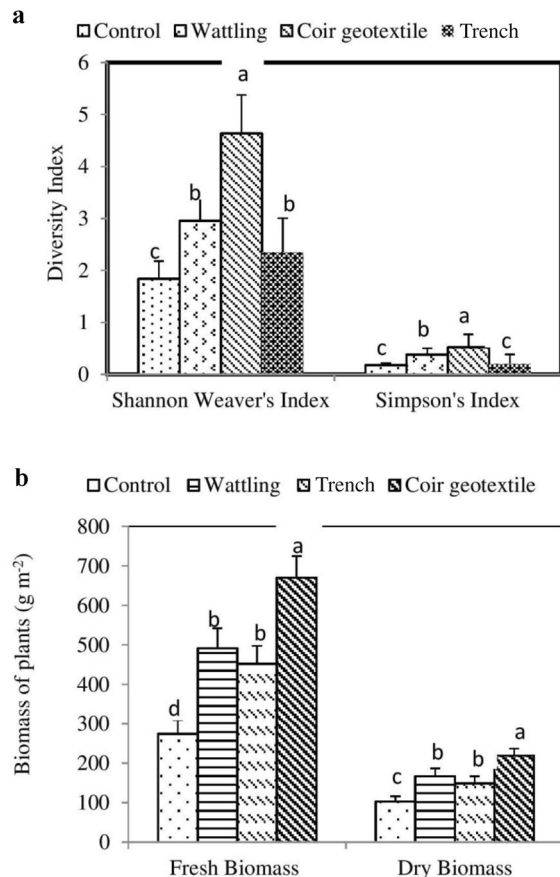 a
Control Wattling Coir geotextile Trench
6
5
4
3
2
1
0
Diversity Index
c b a b
c b a c
Shannon Weaver's Index Simpson's Index
b
Control Wattling Trench Coir geotextile
800
700
600
500
400
300
200
100
0
Biomass of plants (g m-2)
d b b a
c b b a
Fresh Biomass Dry Biomass